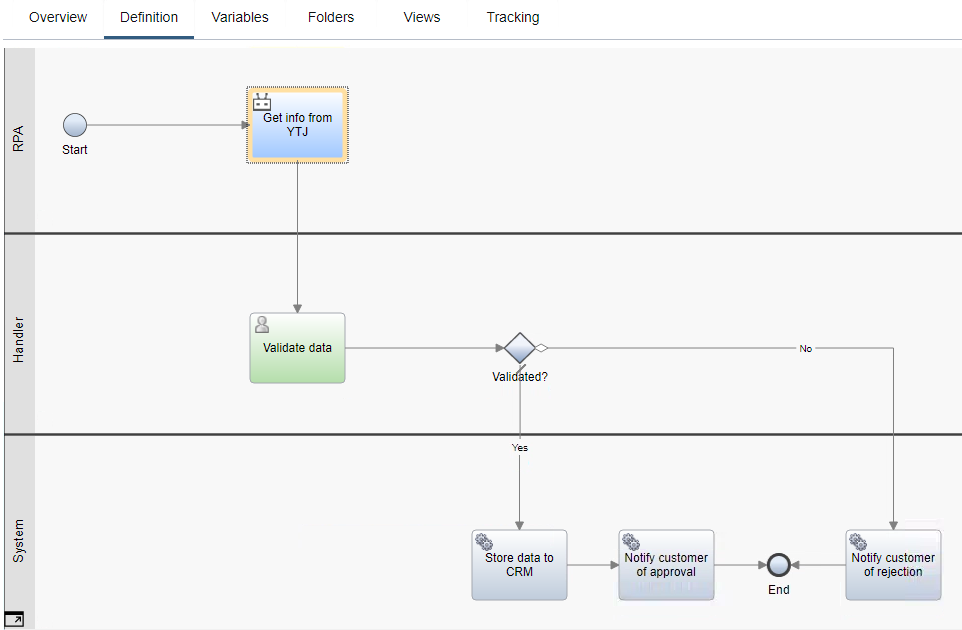 Overview Definition Variables Folders Views Tracking
RPA
Get info from
YTJ
Start
Handler
Validate data
No
Validated?
Yes
System
Store data to
CRM
Notify customer
of approval
End
Notify customer
of rejection